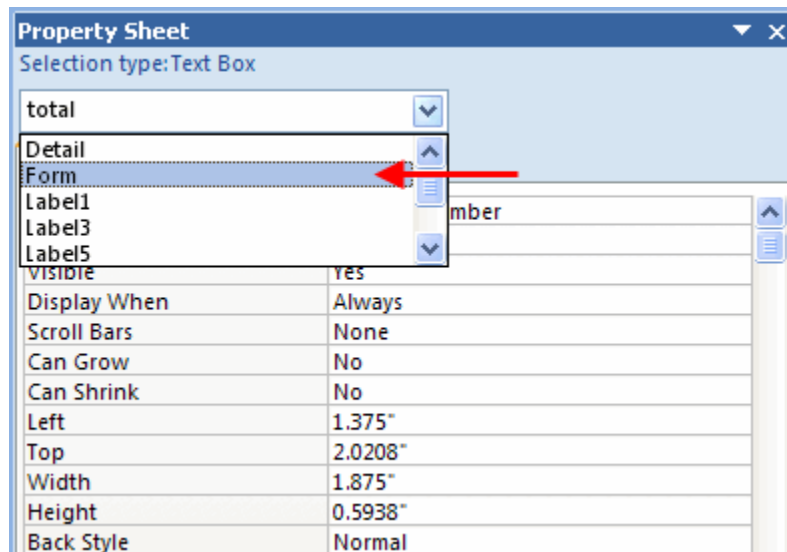 Property Sheet
Selection type: Text Box
total
Detail
Form
Label1
Label3
Label5
mber
Visible Yes
Display When Always
Scroll Bars None
Can Grow No
Can Shrink No
Left 1.375"
Top 2.0208"
Width 1.875"
Height 0.5938"
Back Style Normal